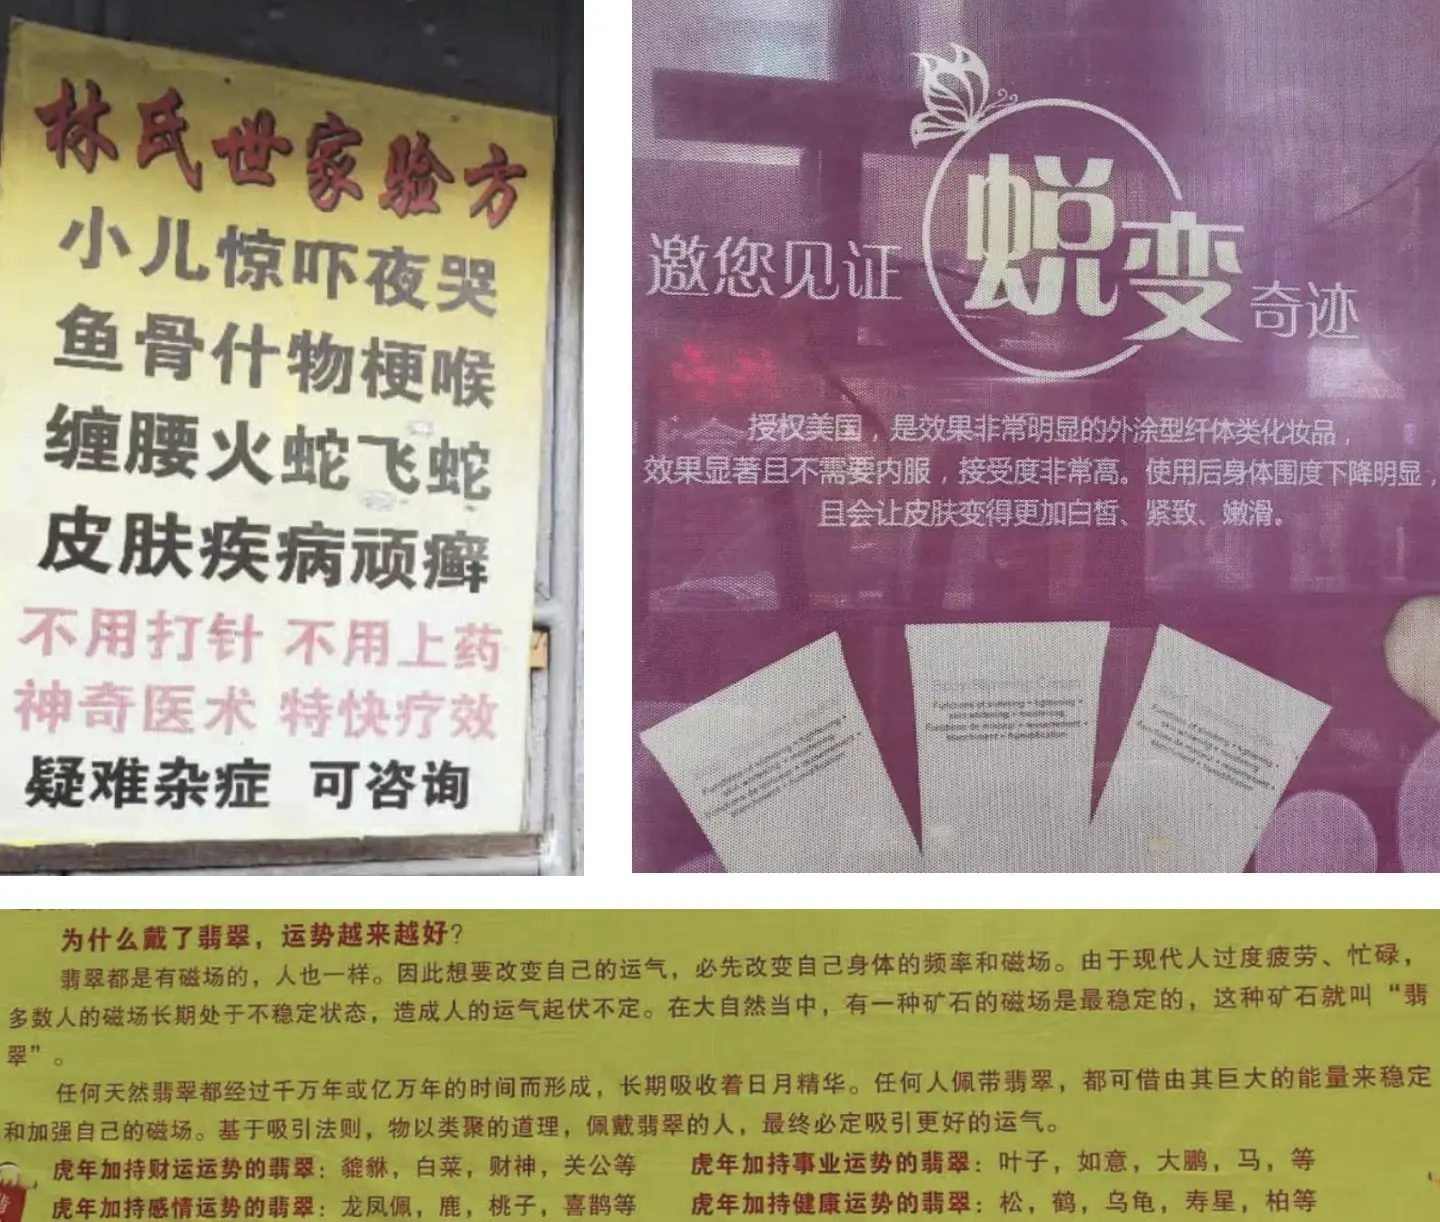 林氏世家验方
小儿惊吓夜哭
鱼骨什物梗喉
缠腰火蛇飞蛇
皮肤疾病顽癣
不用打针 不用上药
神奇医术 特快疗效
疑难杂症 可咨询
邀您见证蜕变奇迹
授权美国，是效果非常明显的外涂型纤体类化妆品，
效果显著且不需要内服，接受度非常高。使用后身体围度下降明显，
且会让皮肤变得更加白皙、紧致、嫩滑。
为什么戴了翡翠，运势越来越好？
翡翠都是有磁场的，人也一样。因此想要改变自己的运气，必先改变自己身体的频率和磁场。由于现代人过度疲劳、忙碌，
多数人的磁场长期处于不稳定状态，造成人的运气起伏不定。在大自然当中，有一种矿石的磁场是最稳定的，这种矿石就叫“翡
翠”。
任何天然翡翠都经过千万年或亿万年的时间而形成，长期吸收着日月精华。任何人佩带翡翠，都可借由其巨大的能量来稳定
和加强自己的磁场。基于吸引法则，物以类聚的道理，佩戴翡翠的人，最终必定吸引更好的运气。
虎年加持财运运势的翡翠：貔貅，白菜，财神，关公等
虎年加持事业运势的翡翠：叶子，如意，大鹏，马，等
虎年加持感情运势的翡翠：龙凤佩，鹿，桃子，喜鹊等
虎年加持健康运势的翡翠：松，鹤，乌龟，寿星，柏等